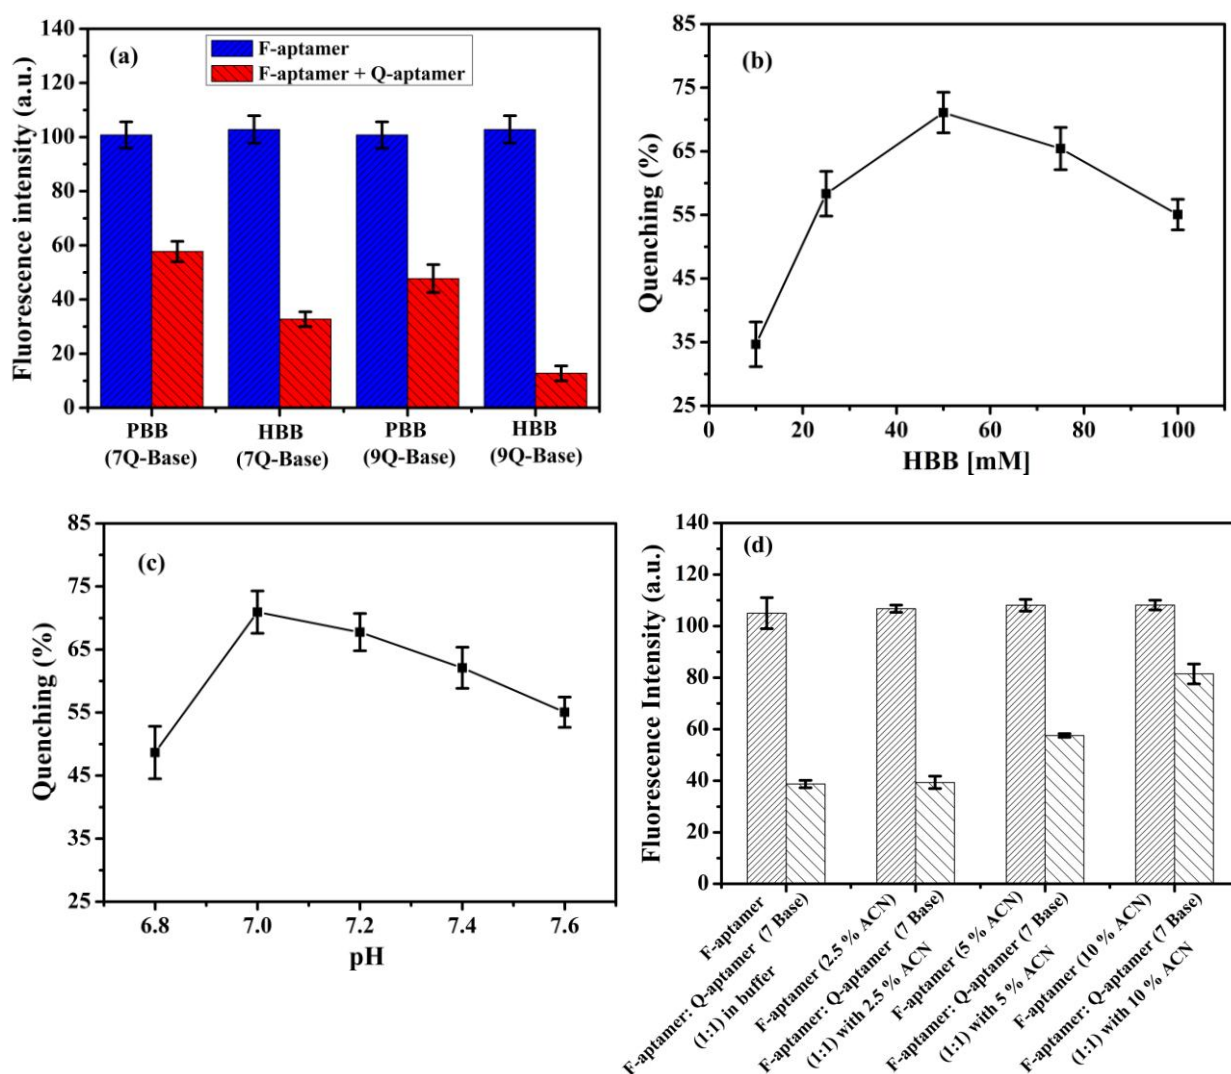 (a)
F-aptamer
F-aptamer + Q-aptamer
Fluorescence intensity (a.u.)
140
120
100
80
60
40
20
0
PBB
(7Q-Base)
HBB
(7Q-Base)
PBB
(9Q-Base)
HBB
(9Q-Base)
(b)
Quenching (%)
85
75
65
55
45
35
25
0 20 40 60 80 100
HBB [mM]
(c)
Quenching (%)
85
75
65
55
45
35
25
6.8 7.0 7.2 7.4 7.6
pH
(d)
Fluorescence Intensity (a.u.)
140
120
100
80
60
40
20
0
F-aptamer
F-aptamer: Q-aptamer (7 Base)
(1:1) in buffer
F-aptamer (2.5 % ACN)
F-aptamer: Q-aptamer (7 Base)
(1:1) with 2.5 % ACN
F-aptamer (5 % ACN)
F-aptamer: Q-aptamer (7 Base)
(1:1) with 5 % ACN
F-aptamer (10 % ACN)
F-aptamer: Q-aptamer (7 Base)
(1:1) with 10 % ACN